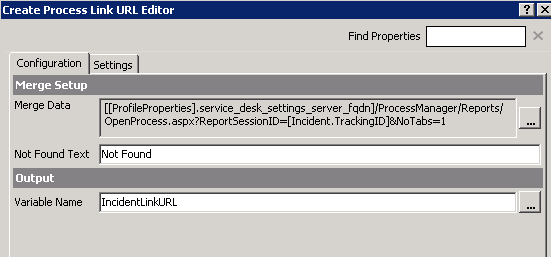 Create Process Link URL Editor
Find Properties
Configuration Settings
Merge Setup
Merge Data [[ProfileProperties].service_desk_settings_server_fqdn]/ProcessManager/Reports/
OpenProcess.aspx?ReportSessionID=[Incident.TrackingID]&NoTabs=1
...
Not Found Text Not Found
Output
Variable Name IncidentLinkURL ...